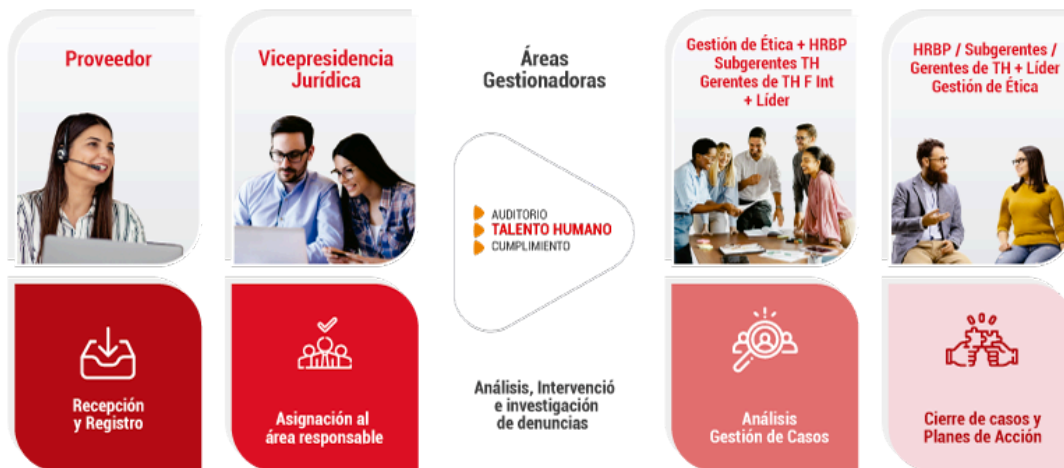 Proveedor
Recepción
y Registro
Vicepresidencia
Jurídica
Asignación al
área responsable
Áreas
Gestionadoras
AUDITORIO
TALENTO HUMANO
CUMPLIMIENTO
Análisis, Intervenció
e investigación
de denuncias
Gestión de Ética + HRBP
Subgerentes TH
Gerentes de TH F Int
+ Líder
Análisis
Gestión de Casos
HRBP / Subgerentes /
Gerentes de TH + Líder
Gestión de Ética
Cierre de casos y
Planes de Acción